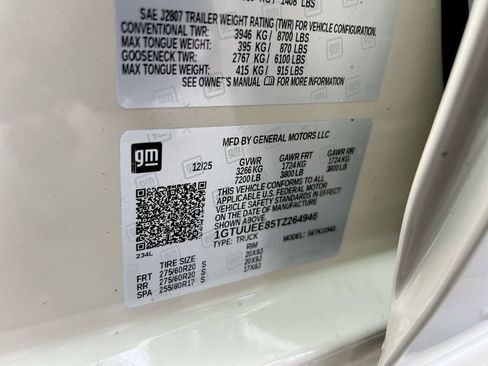 1408 LBS
SAE J2807 TRAILER WEIGHT RATING (TWR) FOR VEHICLE CONFIGURATION.
CONVENTIONAL TWR: 3946 KG/ 8700 LBS
MAX TONGUE WEIGHT: 395 KG/ 870 LBS
GOOSENECK TWR: 2767 KG/ 6100 LBS
MAX TONGUE WEIGHT: 415 KG/ 915 LBS
SEE OWNER'S MANUAL gm FOR MORE INFORMATION
gm
MFD BY GENERAL MOTORS LLC
12/25 GVWR GAWR FRT GAWR RR
3266 KG 1724 KG 1724 KG
7200 LB 3800 LB 3800 LB
THIS VEHICLE CONFORMS TO ALL
APPLICABLE U.S. FEDERAL MOTOR
VEHICLE SAFETY STANDARDS IN EFFECT
ON THE DATE OF MANUFACTURE
1GTUUEE85TZ264946
TYPE: TRUCK
234L
TIRE SIZE RIM
FRT 275/60R20 S 20X9J
RR 275/60R20 S 20X9J
SPA 255/80R17 S 17X8J